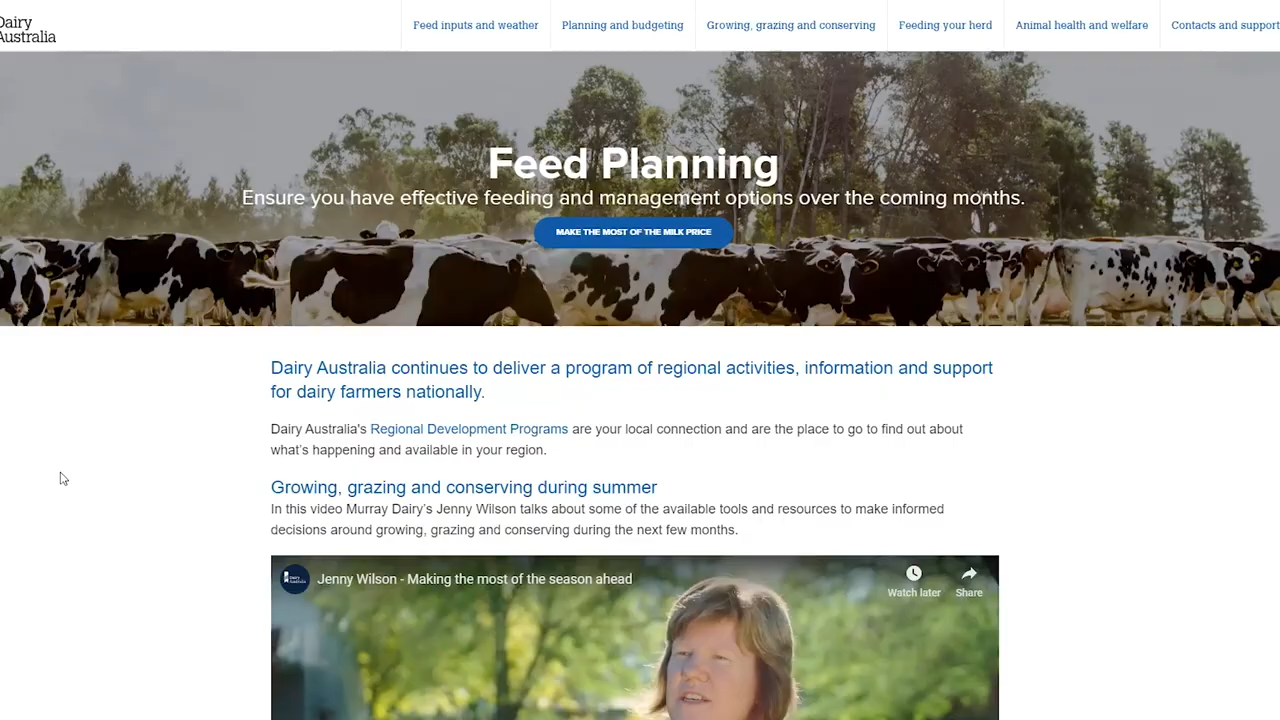 Dairy
Australia
Feed inputs and weather
Planning and budgeting
Growing, grazing and conserving
Feeding your herd
Animal health and welfare
Contacts and support
Feed Planning
Ensure you have effective feeding and management options over the coming months.
MAKE THE MOST OF THE MILK PRICE
Dairy Australia continues to deliver a program of regional activities, information and support
for dairy farmers nationally.
Dairy Australia's Regional Development Programs are your local connection and are the place to go to find out about
what's happening and available in your region.
Growing, grazing and conserving during summer
In this video Murray Dairy's Jenny Wilson talks about some of the available tools and resources to make informed
decisions around growing, grazing and conserving during the next few months.
Dairy
Australia
Jenny Wilson - Making the most of the season ahead
Watch later
Share